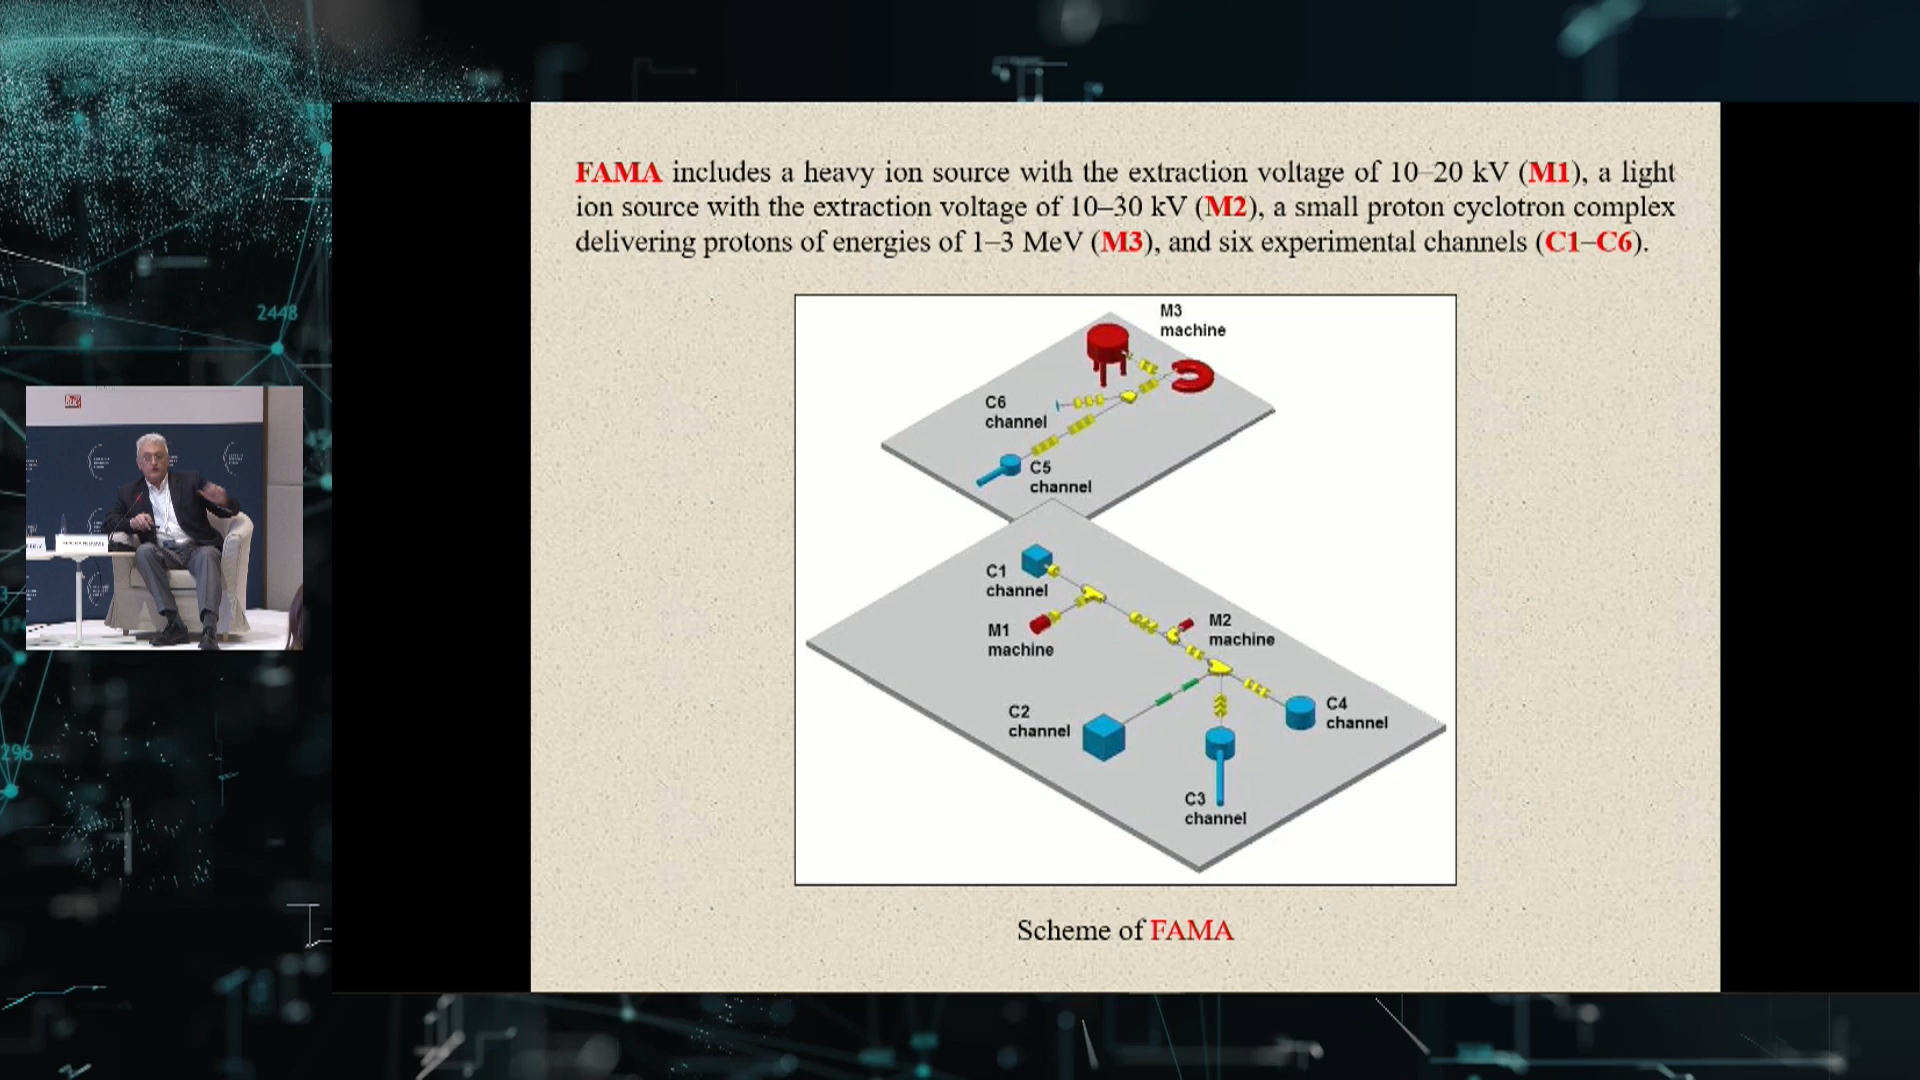 FAMA includes a heavy ion source with the extraction voltage of 10–20 kV (M1), a light
ion source with the extraction voltage of 10–30 kV (M2), a small proton cyclotron complex
delivering protons of energies of 1–3 MeV (M3), and six experimental channels (C1–C6).
M3
machine
C6
channel
C5
channel
C1
channel
M1
machine
M2
machine
C2
channel
C4
channel
C3
channel
Scheme of FAMA
2448
296